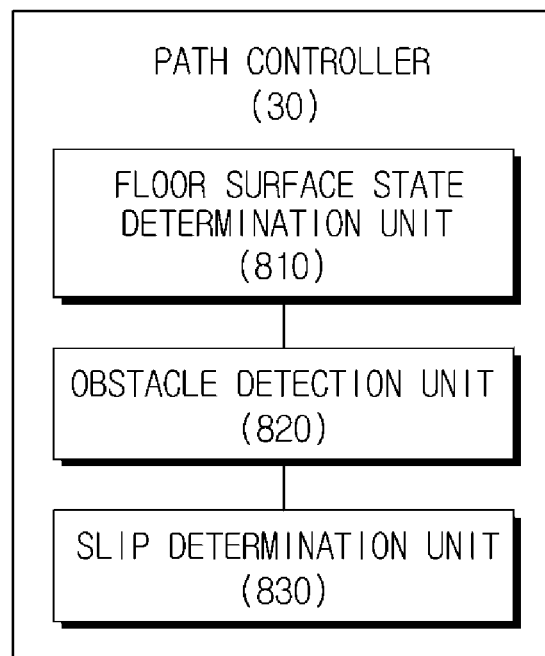 PATH CONTROLLER
(30)
FLOOR SURFACE STATE
DETERMINATION UNIT
(810)
OBSTACLE DETECTION UNIT
(820)
SLIP DETERMINATION UNIT
(830)